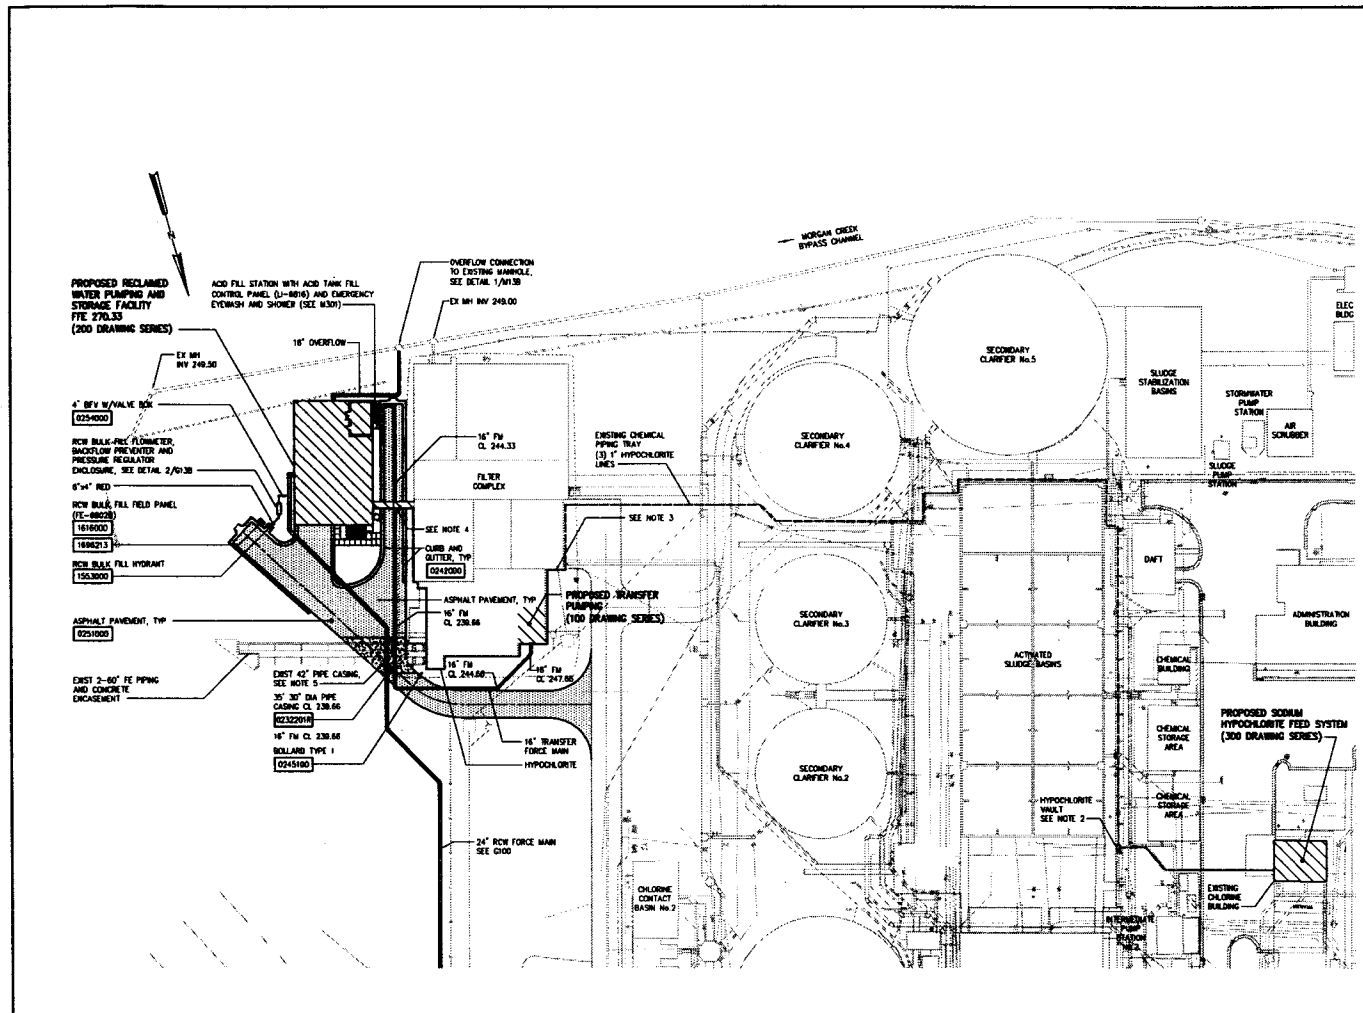 N
MORGAN CREEK
BYPASS CHANNEL
PROPOSED RECLAIMED
WATER PUMPING AND
STORAGE FACILITY
FFE 270.33
(200 DRAWING SERIES)
ACID FILL STATION WITH ACID TANK FILL
CONTROL PANEL (LI-8816) AND EMERGENCY
EYEWASH AND SHOWER (SEE M301)
OVERFLOW CONNECTION
TO EXISTING MANHOLE,
SEE DETAIL 1/M13B
EX MH INV 249.00
18" OVERFLOW
EX MH
INV 249.50
4" BFV W/VALVE BOX
0254000
RCW BULK-FILL FLOWMETER,
BACKFLOW PREVENTER AND
PRESSURE REGULATOR
ENCLOSURE, SEE DETAIL 2/G13B
6"x4" RED
RCW BULK FILL FIELD PANEL
(FE-8802B)
1616000
1696213
RCW BULK FILL HYDRANT
1553000
ASPHALT PAVEMENT, TYP
0251000
EXIST 2-60" FE PIPING
AND CONCRETE
ENCASEMENT
EXIST 42" PIPE CASING,
SEE NOTE 5
35' 30" DIA PIPE
CASING CL 239.66
0232201R
16" FM CL 239.66
BOLLARD TYPE I
0245100
16" FM
CL 244.33
SEE NOTE 4
CURB AND
GUTTER, TYP
0242000
ASPHALT PAVEMENT, TYP
16" FM
CL 239.66
16" FM
CL 244.66
16" FM
CL 247.66
16" TRANSFER
FORCE MAIN
HYPOCHLORITE
24" RCW FORCE MAIN
SEE G100
FILTER
COMPLEX
EXISTING CHEMICAL
PIPING TRAY
(3) 1" HYPOCHLORITE
LINES
SEE NOTE 3
PROPOSED TRANSFER
PUMPING
(100 DRAWING SERIES)
SECONDARY
CLARIFIER No.5
SECONDARY
CLARIFIER No.4
SECONDARY
CLARIFIER No.3
SECONDARY
CLARIFIER No.2
CHLORINE
CONTACT
BASIN No.2
ACTIVATED
SLUDGE BASINS
SLUDGE
STABILIZATION
BASINS
ELEC
BLDG
STORMWATER
PUMP
STATION
AIR
SCRUBBER
SLUDGE
PUMP
STATION
DAFT
ADMINISTRATION
BUILDING
CHEMICAL
BUILDING
CHEMICAL
STORAGE
AREA
CHEMICAL
STORAGE
AREA
PROPOSED SODIUM
HYPOCHLORITE FEED SYSTEM
(300 DRAWING SERIES)
HYPOCHLORITE
VAULT
SEE NOTE 2
EXISTING
CHLORINE
BUILDING
INTERMEDIATE
PUMP
STATION